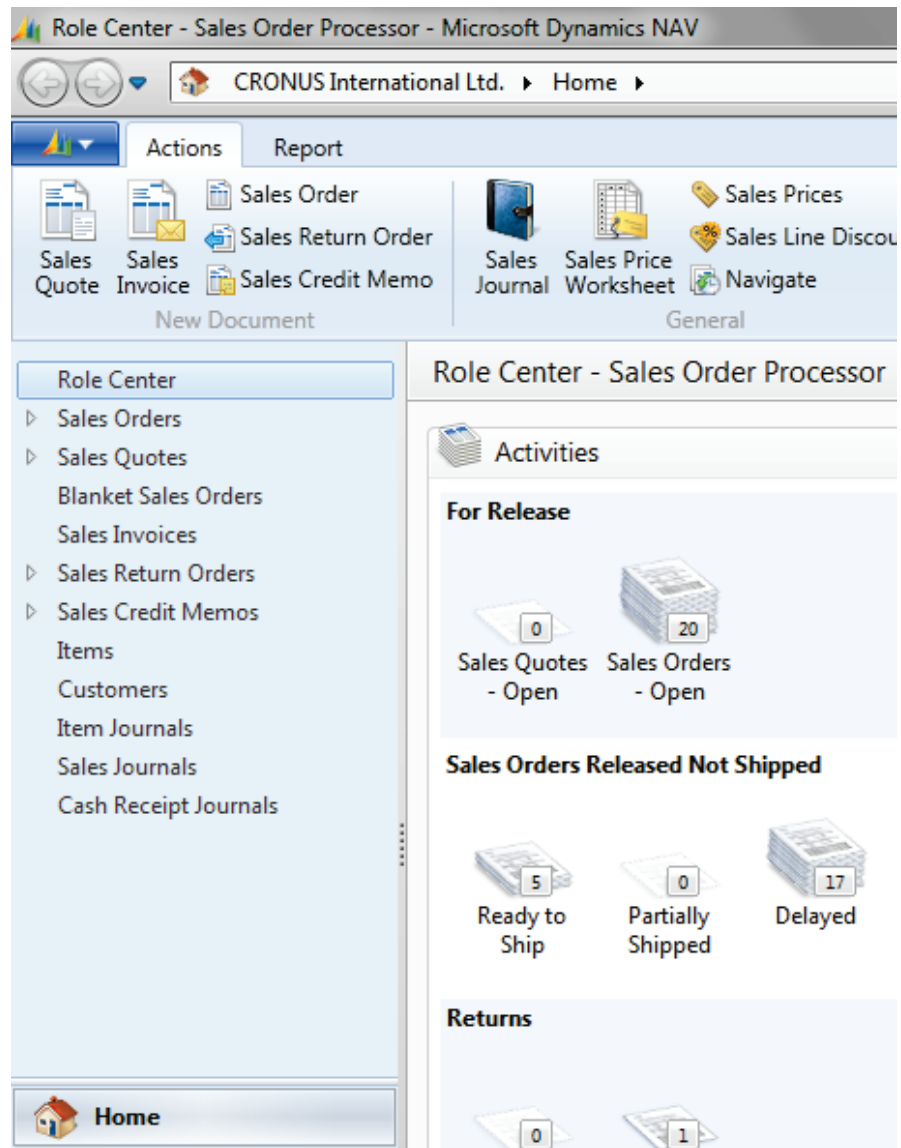 Role Center - Sales Order Processor - Microsoft Dynamics NAV
CRONUS International Ltd. Home
Actions Report
Sales Quote
Sales Invoice
Sales Order
Sales Return Order
Sales Credit Memo
New Document
Sales Journal
Sales Price Worksheet
Sales Prices
Sales Line Discou
Navigate
General
Role Center
Sales Orders
Sales Quotes
Blanket Sales Orders
Sales Invoices
Sales Return Orders
Sales Credit Memos
Items
Customers
Item Journals
Sales Journals
Cash Receipt Journals
Home
Role Center - Sales Order Processor
Activities
For Release
0 20
Sales Quotes - Open
Sales Orders - Open
Sales Orders Released Not Shipped
5 0 17
Ready to Ship
Partially Shipped
Delayed
Returns
0 1